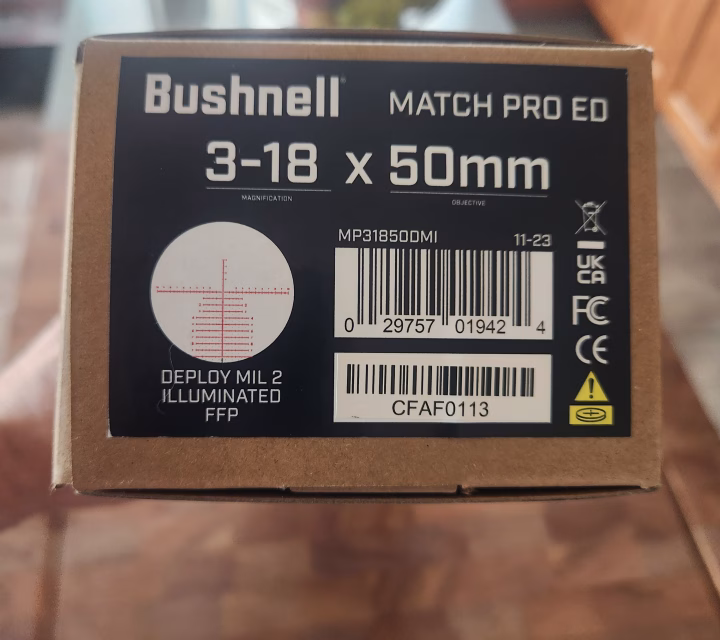 Bushnell
MATCH PRO ED
3-18 x 50mm
MAGNIFICATION
OBJECTIVE
MP31850DMI
11-23
0 29757 01942 4
UK
CA
FC
CE
DEPLOY MIL 2
ILLUMINATED
FFP
CFAF0113